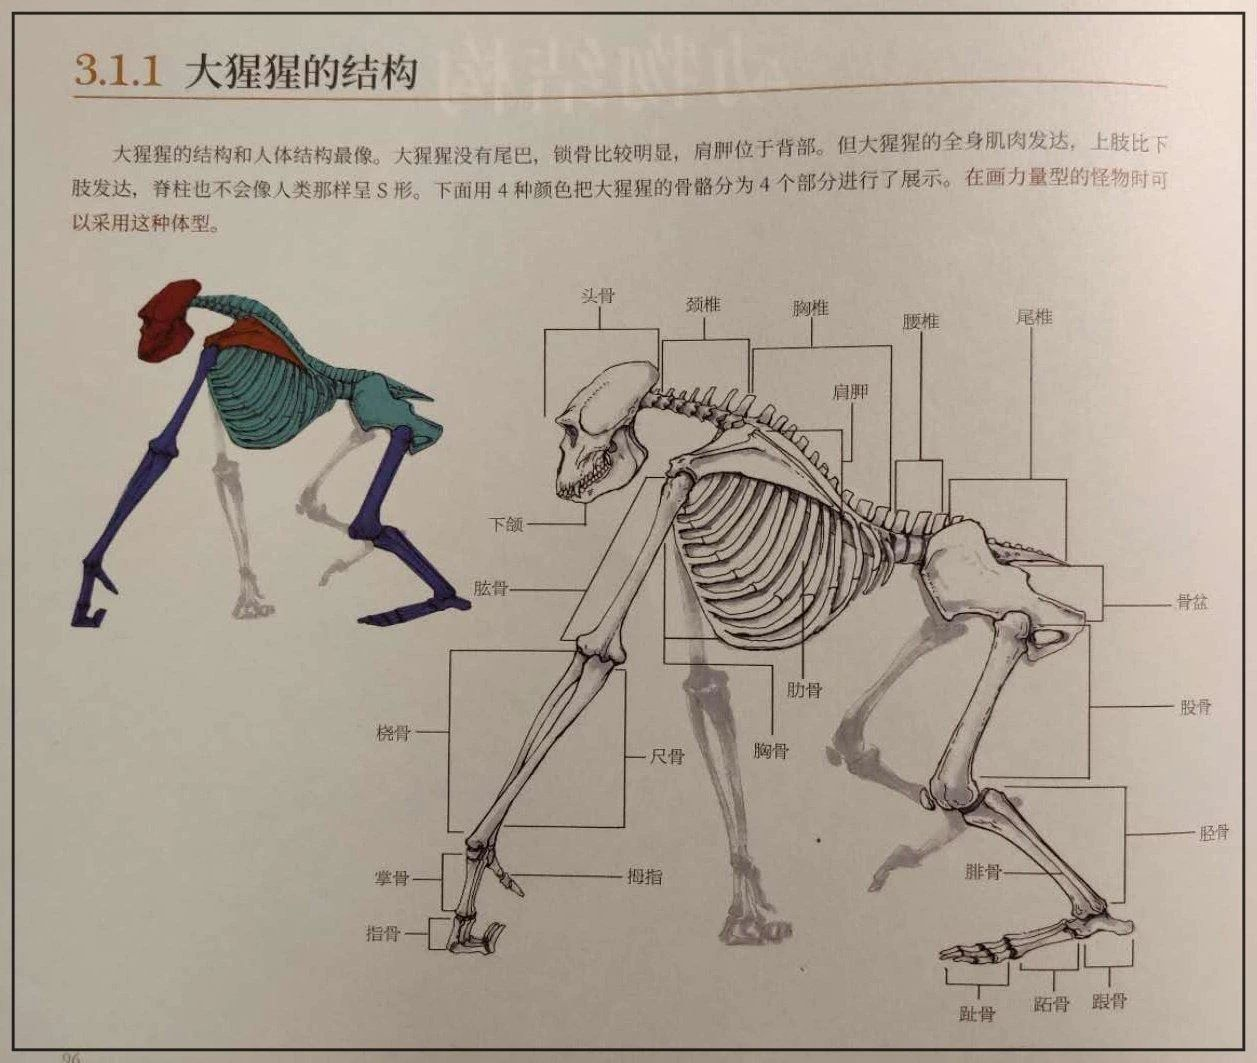 3.1.1 大猩猩的结构
大猩猩的结构和人体结构最像。大猩猩没有尾巴，锁骨比较明显，肩胛位于背部。但大猩猩的全身肌肉发达，上肢比下
肢发达，脊柱也不会像人类那样呈 S 形。下面用 4 种颜色把大猩猩的骨骼分为 4 个部分进行了展示。在画力量型的怪物时可
以采用这种体型。
头骨
颈椎
胸椎
腰椎
尾椎
肩胛
下颌
肱骨
骨盆
肋骨
股骨
桡骨
尺骨
胸骨
胫骨
掌骨
拇指
腓骨
指骨
趾骨
跖骨
跟骨
96